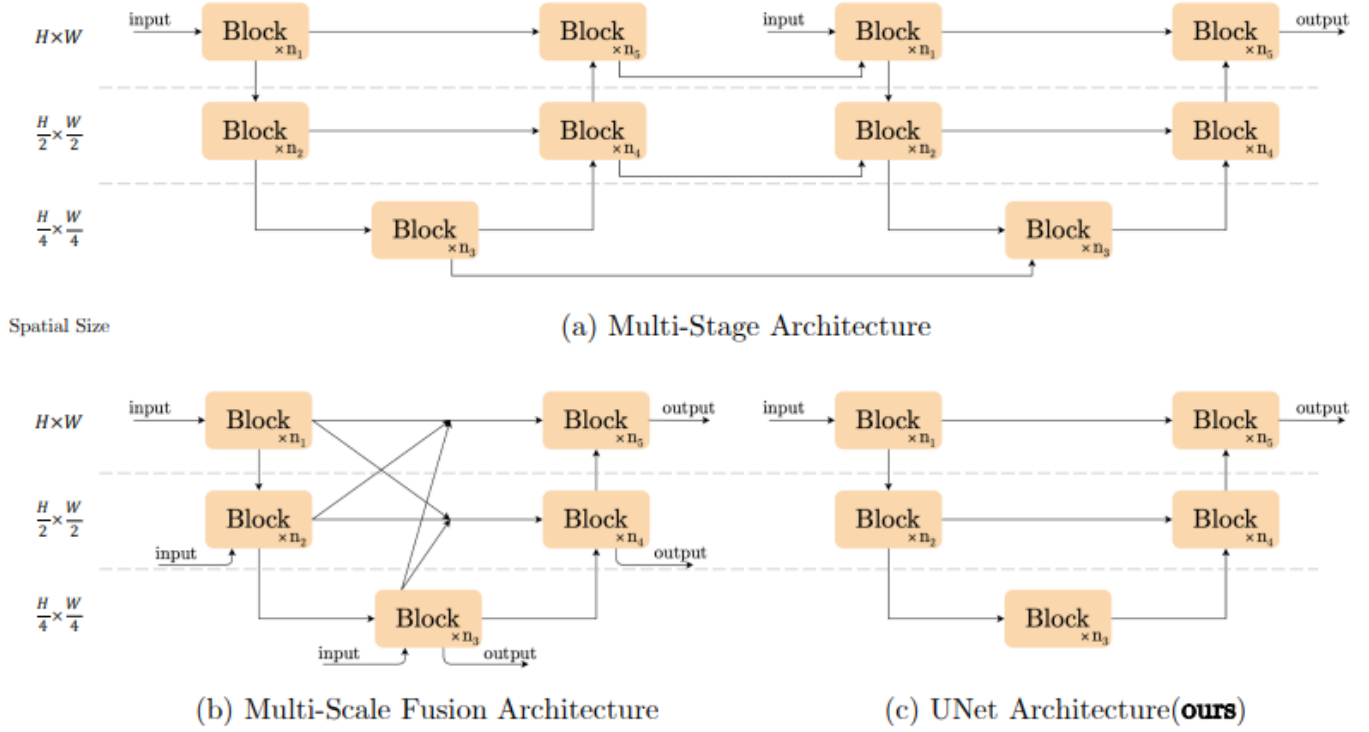 input input output
H×W Block ×n₁ Block ×n₅ Block ×n₁ Block ×n₅
H/2 × W/2 Block ×n₂ Block ×n₄ Block ×n₂ Block ×n₄
H/4 × W/4 Block ×n₃ Block ×n₃
Spatial Size
(a) Multi-Stage Architecture
input output input output
H×W Block ×n₁ Block ×n₅ Block ×n₁ Block ×n₅
H/2 × W/2 Block ×n₂ Block ×n₄ Block ×n₂ Block ×n₄
input output
H/4 × W/4 Block ×n₃ Block ×n₃
input output
(b) Multi-Scale Fusion Architecture
(c) UNet Architecture(ours)